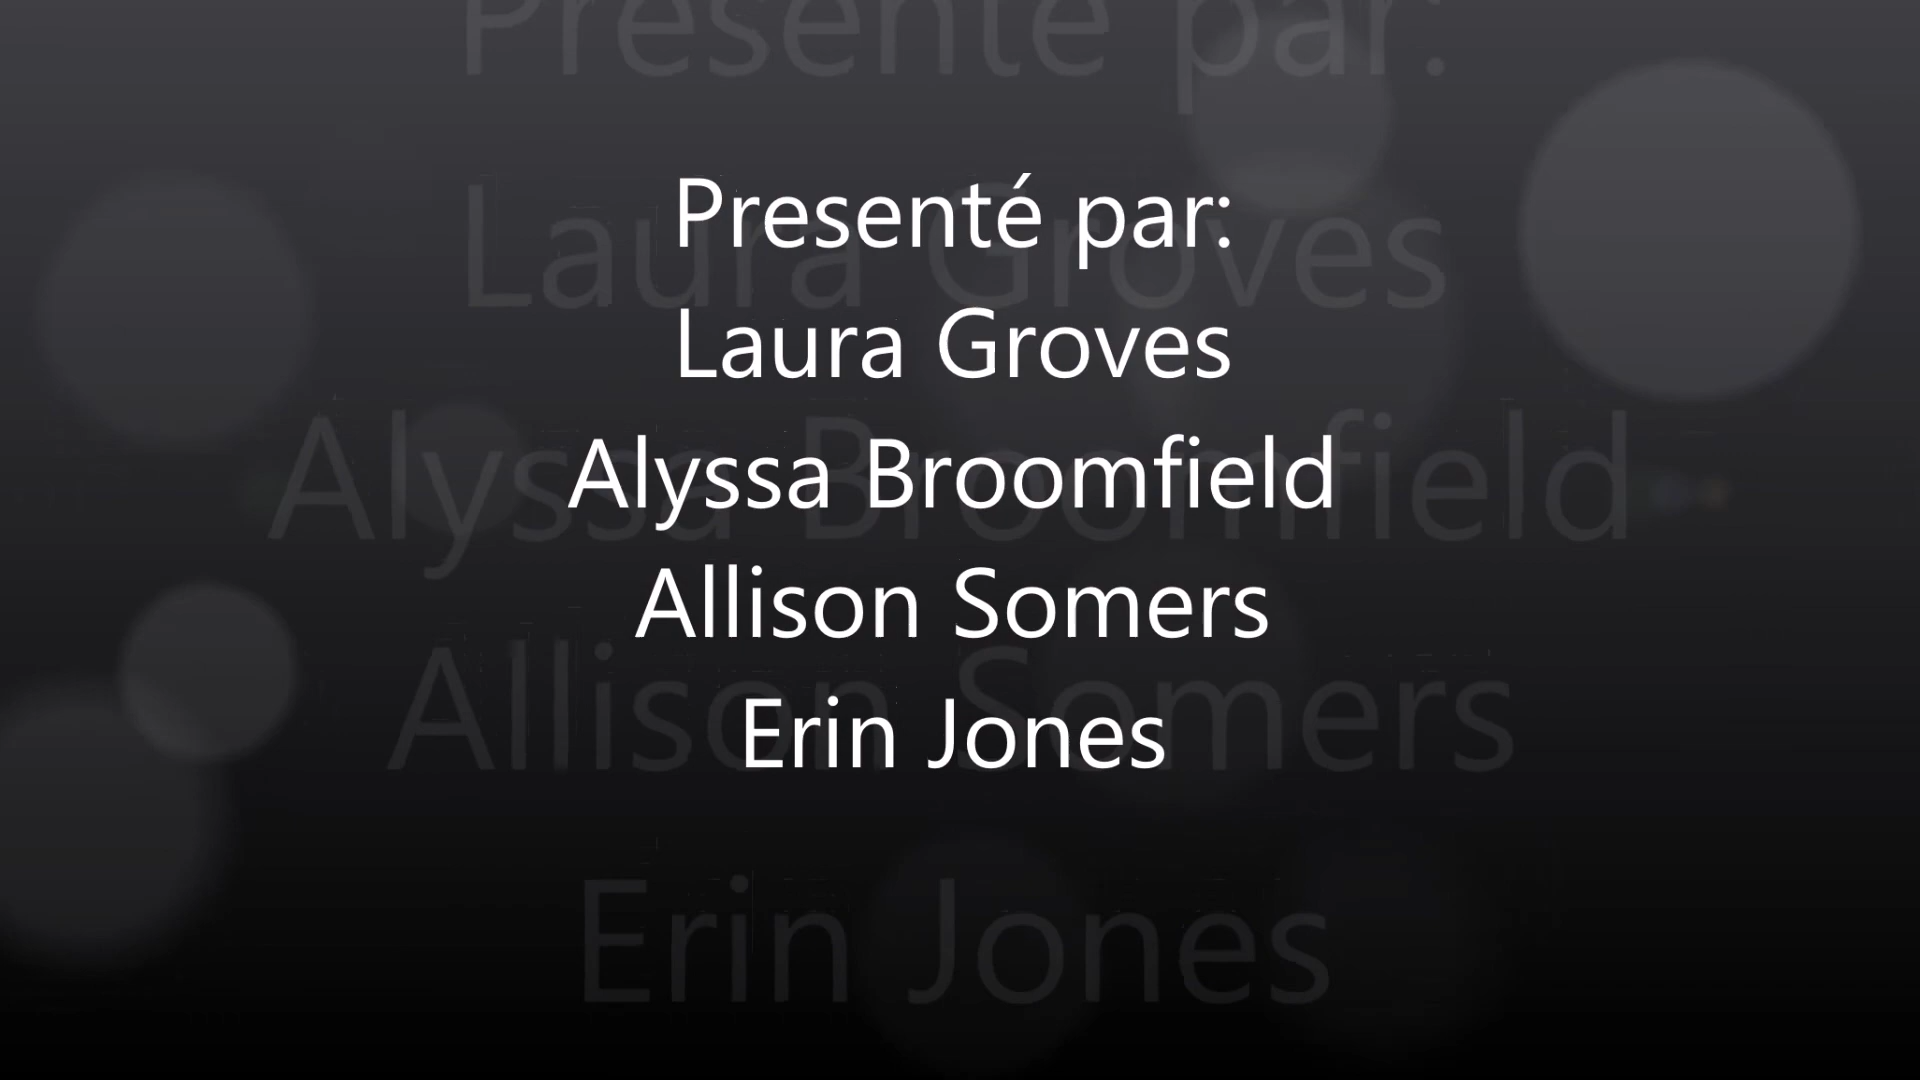 Presenté par:
Laura Groves
Alyssa Broomfield
Allison Somers
Erin Jones